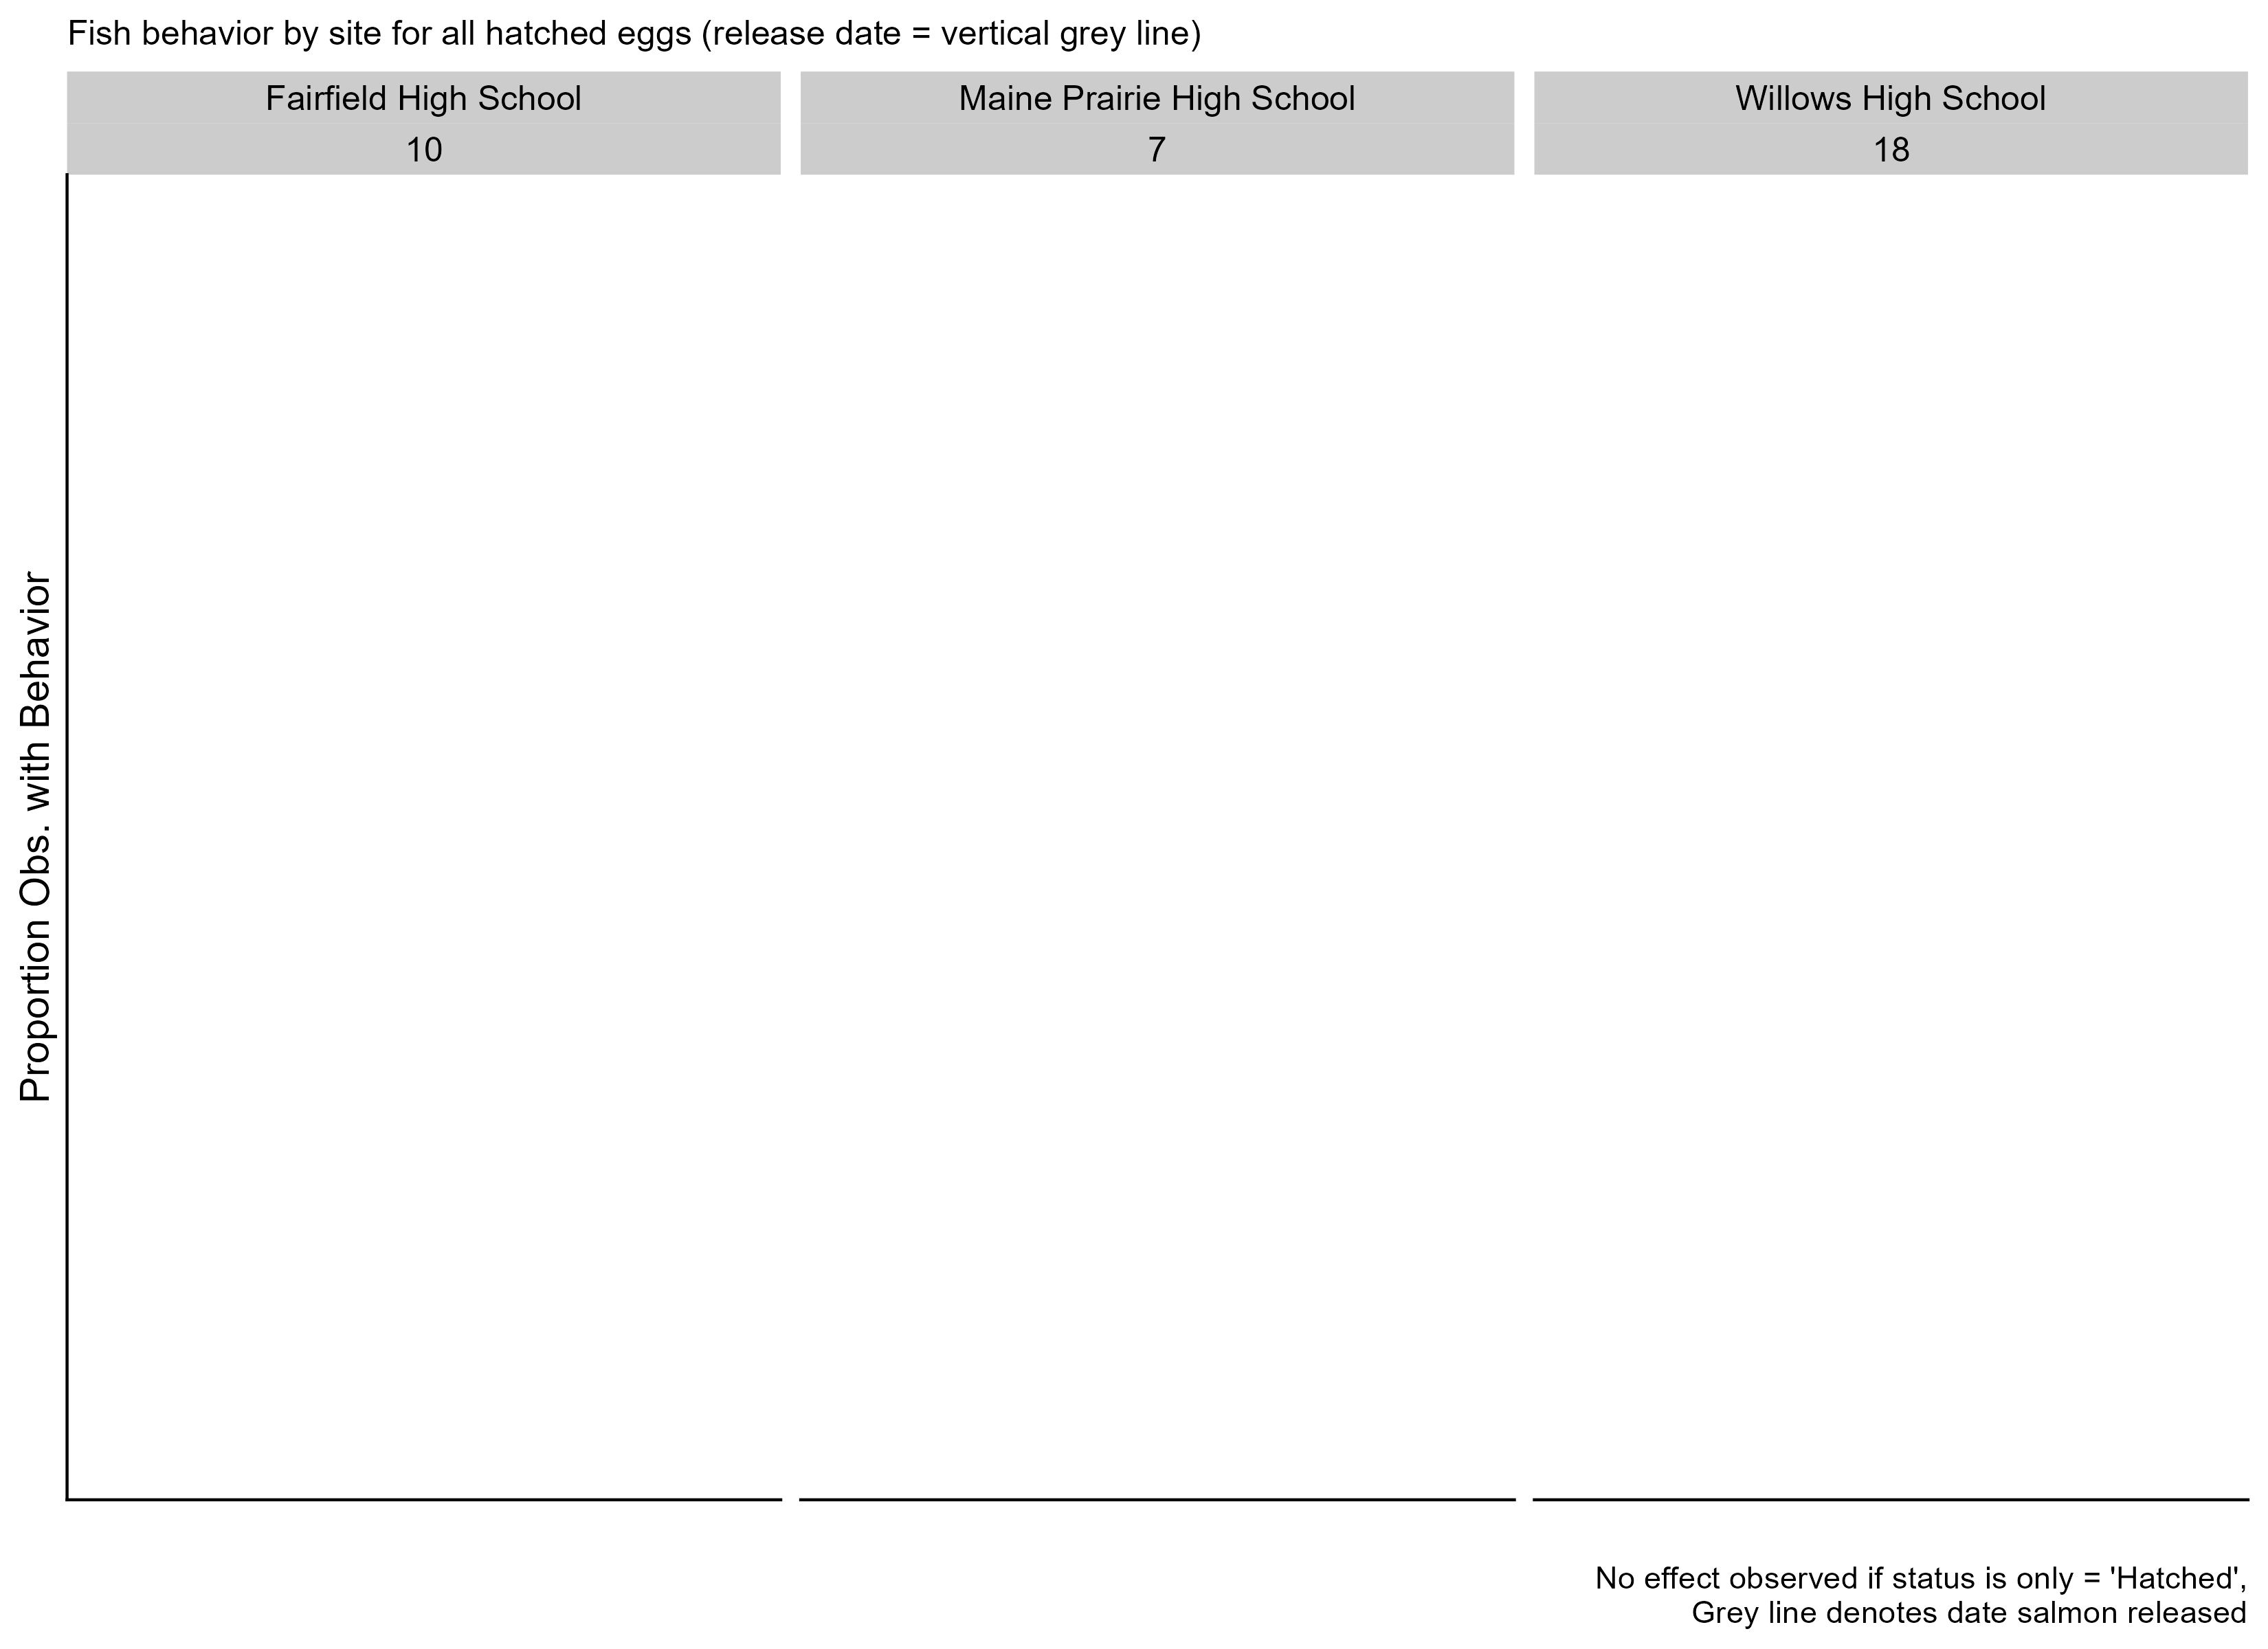 Fish behavior by site for all hatched eggs (release date = vertical grey line)
Fairfield High School
10
Maine Prairie High School
7
Willows High School
18
Proportion Obs. with Behavior
No effect observed if status is only = 'Hatched',
Grey line denotes date salmon released